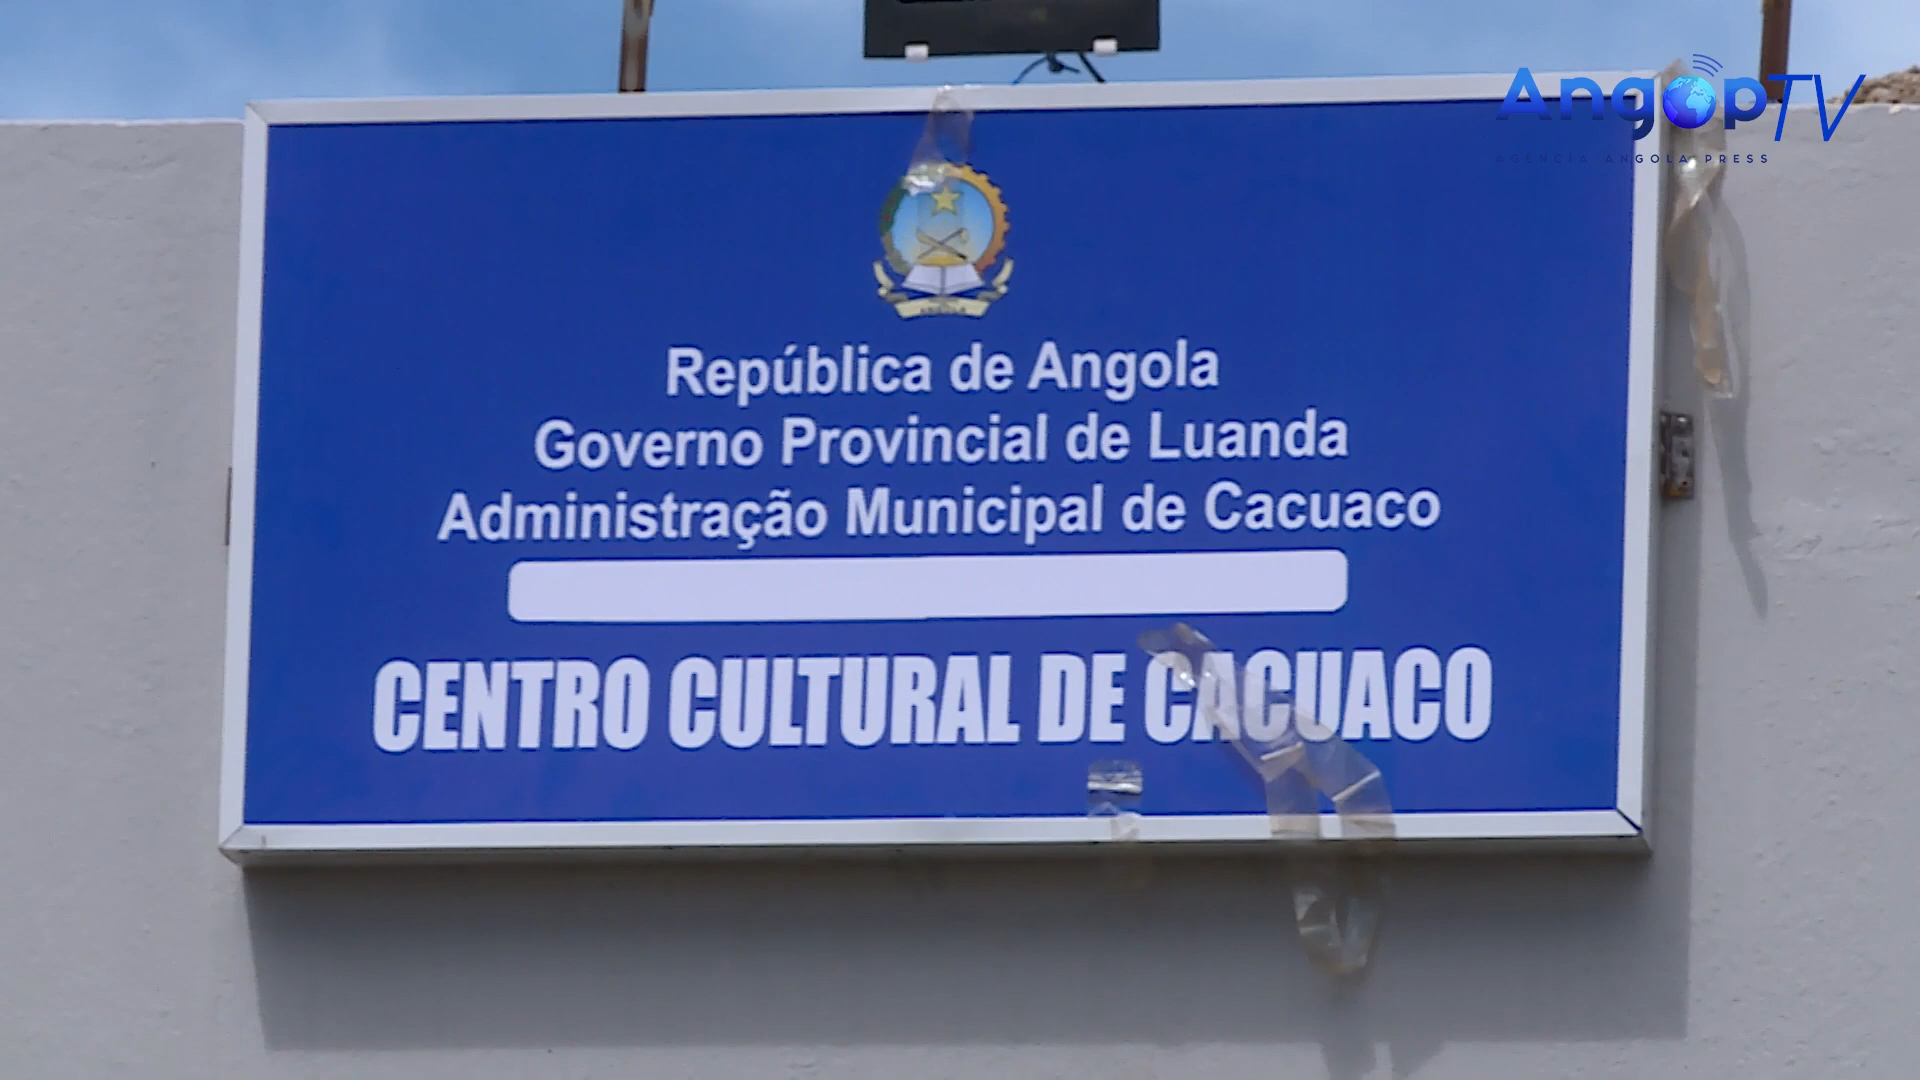 AngopTV
AGÊNCIA ANGOLA PRESS
ANGOLA
República de Angola
Governo Provincial de Luanda
Administração Municipal de Cacuaco
CENTRO CULTURAL DE CACUACO